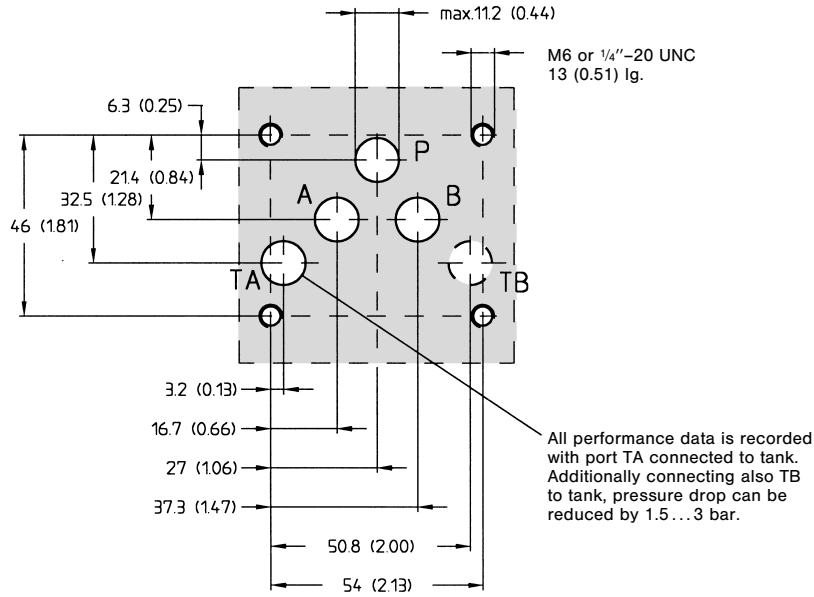 max.11.2 (0.44)
M6 or ¼″–20 UNC
13 (0.51) lg.
6.3 (0.25)
P
21.4 (0.84)
A
B
32.5 (1.28)
46 (1.81)
TA
TB
3.2 (0.13)
16.7 (0.66)
27 (1.06)
37.3 (1.47)
50.8 (2.00)
54 (2.13)
All performance data is recorded
with port TA connected to tank.
Additionally connecting also TB
to tank, pressure drop can be
reduced by 1.5...3 bar.